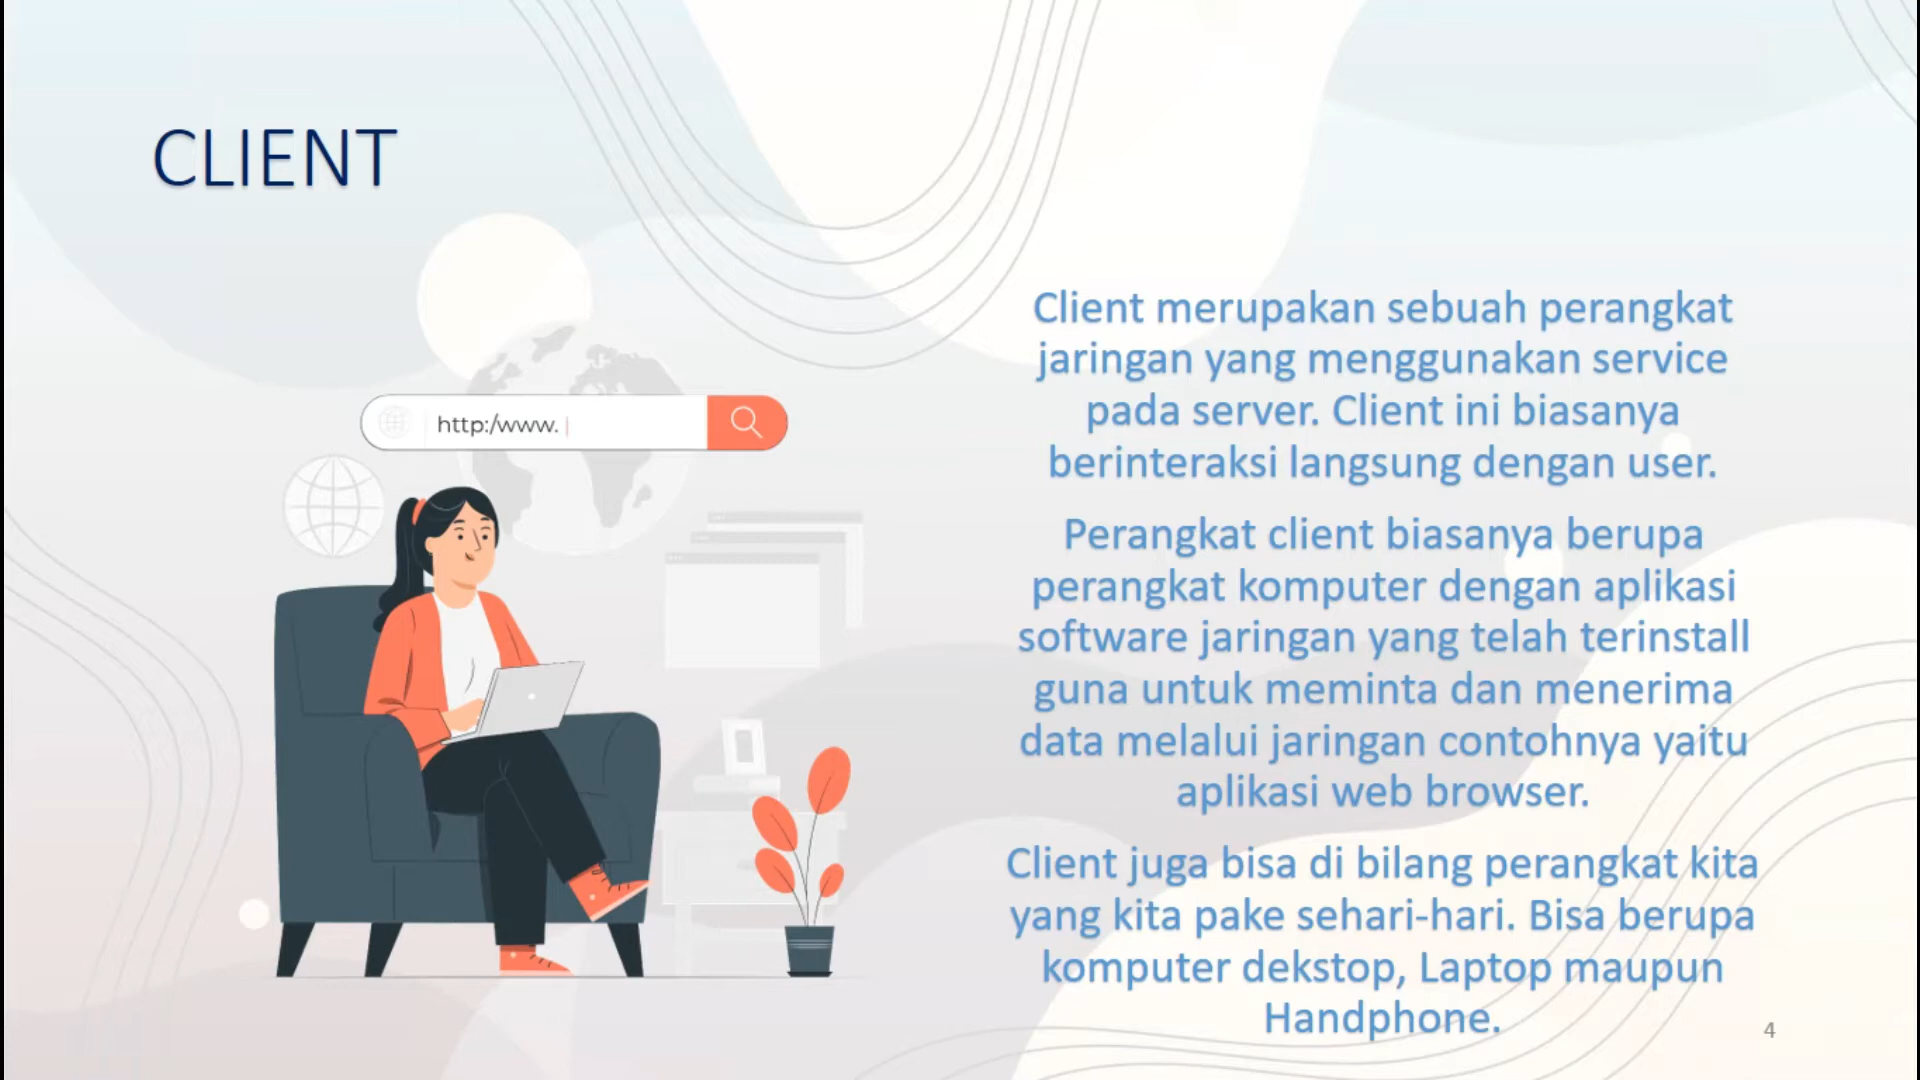 CLIENT
http:/www.
Client merupakan sebuah perangkat
jaringan yang menggunakan service
pada server. Client ini biasanya
berinteraksi langsung dengan user.
Perangkat client biasanya berupa
perangkat komputer dengan aplikasi
software jaringan yang telah terinstall
guna untuk meminta dan menerima
data melalui jaringan contohnya yaitu
aplikasi web browser.
Client juga bisa di bilang perangkat kita
yang kita pake sehari-hari. Bisa berupa
komputer dekstop, Laptop maupun
Handphone.
4